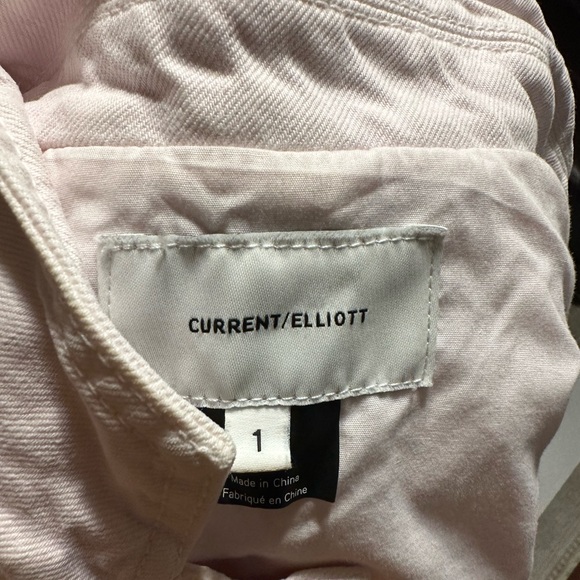 CURRENT/ELLIOTT
1
Made in China
Fabriqué en Chine